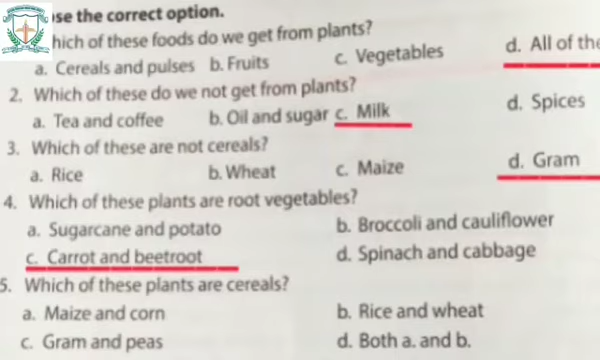 se the correct option.
hich of these foods do we get from plants?
a. Cereals and pulses b. Fruits c. Vegetables d. All of the
2. Which of these do we not get from plants?
a. Tea and coffee b. Oil and sugar c. Milk d. Spices
3. Which of these are not cereals?
a. Rice b. Wheat c. Maize d. Gram
4. Which of these plants are root vegetables?
a. Sugarcane and potato b. Broccoli and cauliflower
c. Carrot and beetroot d. Spinach and cabbage
5. Which of these plants are cereals?
a. Maize and corn b. Rice and wheat
c. Gram and peas d. Both a. and b.